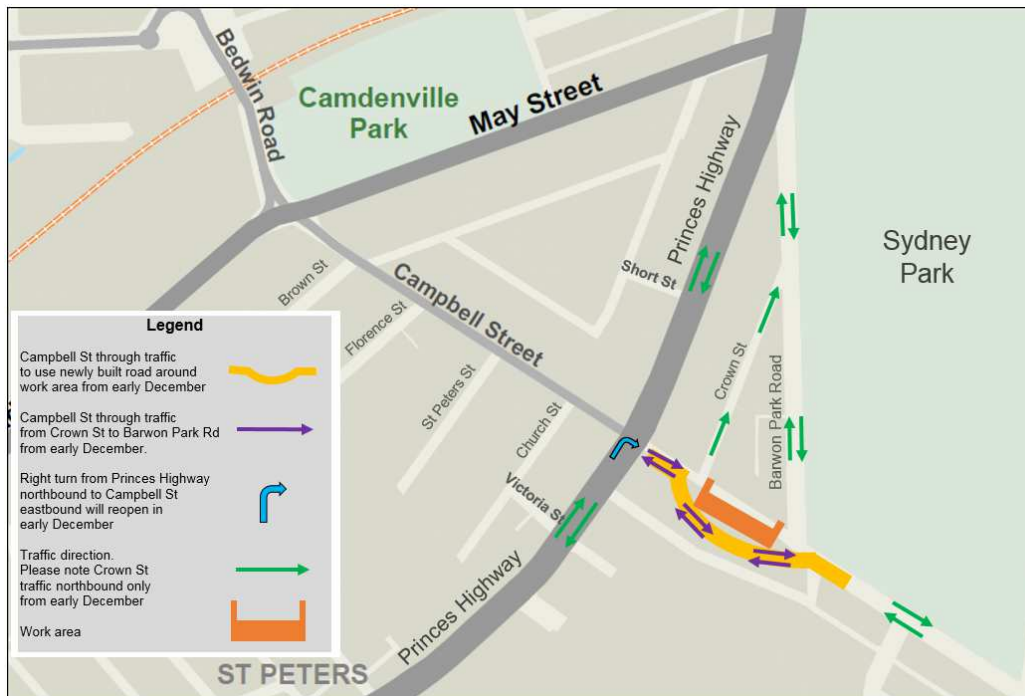 Bedwin Road
Camdenville
Park
May Street
Princes Highway
Sydney
Park
Short St
Brown St
Campbell Street
Florence St
Crown St
St Peters St
Barwon Park Road
Church St
Victoria St
Princes Highway
ST PETERS
Legend
Campbell St through traffic
to use newly built road around
work area from early December
Campbell St through traffic
from Crown St to Barwon Park Rd
from early December.
Right turn from Princes Highway
northbound to Campbell St
eastbound will reopen in
early December
Traffic direction.
Please note Crown St
traffic northbound only
from early December
Work area